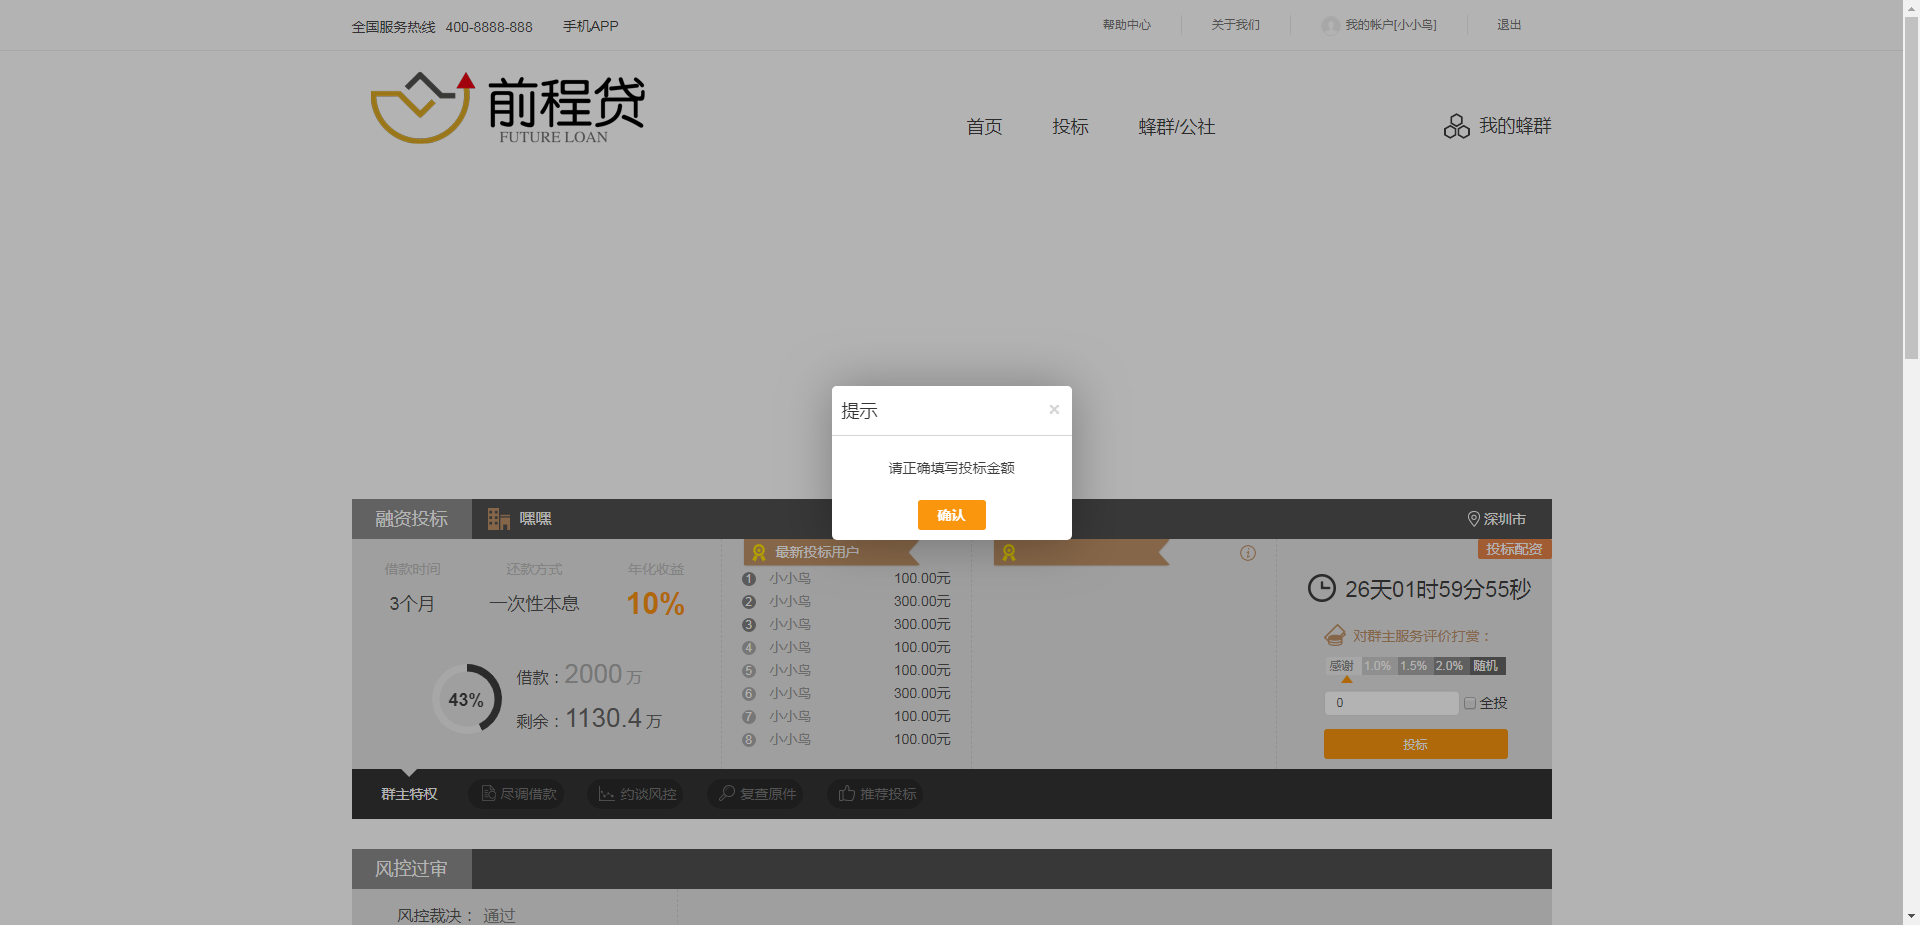 全国服务热线 400-8888-888 手机APP 帮助中心 关于我们 我的帐户[小小鸟] 退出
前程贷
FUTURE LOAN
首页 投标 蜂群/公社 我的蜂群
提示 ×
请正确填写投标金额
确认
融资投标 嘿嘿 深圳市
借款时间 还款方式 年化收益
3个月 一次性本息 10%
43%
借款：2000 万
剩余：1130.4 万
最新投标用户
1 小小鸟 100.00元
2 小小鸟 300.00元
3 小小鸟 300.00元
4 小小鸟 100.00元
5 小小鸟 100.00元
6 小小鸟 300.00元
7 小小鸟 100.00元
8 小小鸟 100.00元
投标配资
26天01时59分55秒
对群主服务评价打赏：
感谢 1.0% 1.5% 2.0% 随机
0 全投
投标
群主特权 尽调借款 约谈风控 复查原件 推荐投标
风控过审
风控裁决： 通过